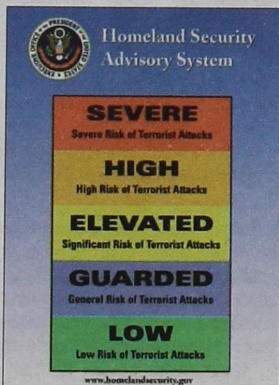 Homeland Security
Advisory System
SEVERE
Severe Risk of Terrorist Attacks
HIGH
High Risk of Terrorist Attacks
ELEVATED
Significant Risk of Terrorist Attacks
GUARDED
General Risk of Terrorist Attacks
LOW
Low Risk of Terrorist Attacks
www.homelandsecurity.gov